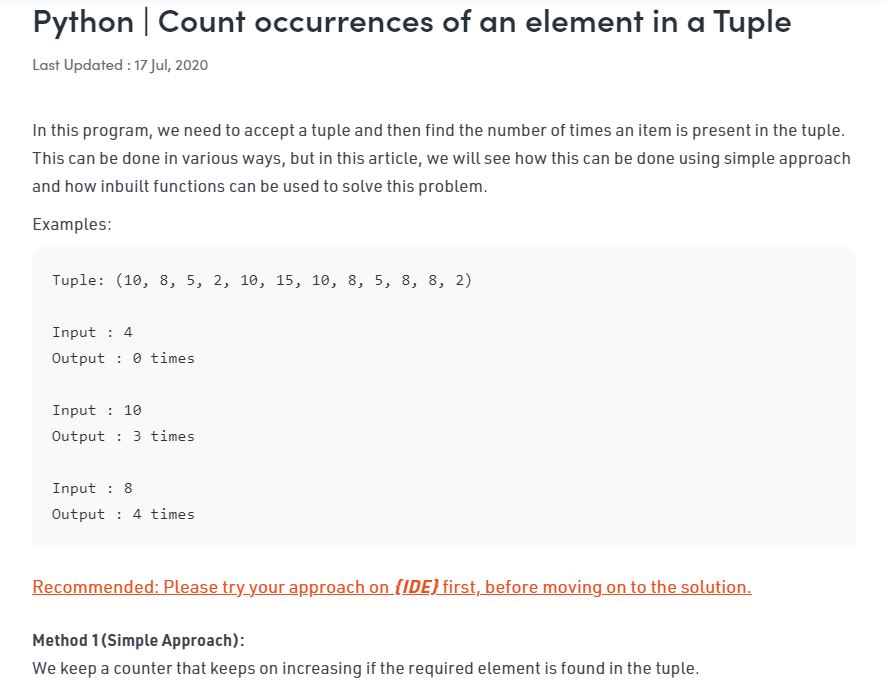 Python | Count occurrences of an element in a Tuple
Last Updated : 17 Jul, 2020
In this program, we need to accept a tuple and then find the number of times an item is present in the tuple.
This can be done in various ways, but in this article, we will see how this can be done using simple approach
and how inbuilt functions can be used to solve this problem.
Examples:
Tuple: (10, 8, 5, 2, 10, 15, 10, 8, 5, 8, 8, 2)
Input : 4
Output : 0 times
Input : 10
Output : 3 times
Input : 8
Output : 4 times
Recommended: Please try your approach on {IDE} first, before moving on to the solution.
Method 1(Simple Approach):
We keep a counter that keeps on increasing if the required element is found in the tuple.